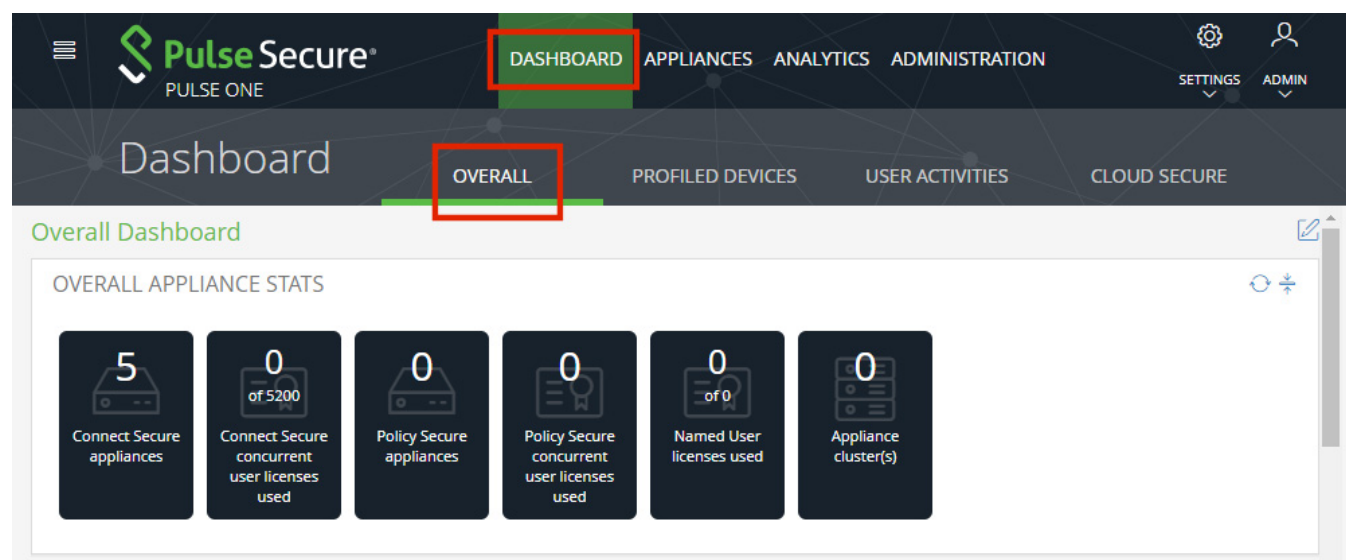 Pulse Secure®
PULSE ONE
DASHBOARD APPLIANCES ANALYTICS ADMINISTRATION
SETTINGS ADMIN
Dashboard
OVERALL PROFILED DEVICES USER ACTIVITIES CLOUD SECURE
Overall Dashboard
OVERALL APPLIANCE STATS
5
Connect Secure
appliances
0
of 5200
Connect Secure
concurrent
user licenses
used
0
Policy Secure
appliances
0
Policy Secure
concurrent
user licenses
used
0
of 0
Named User
licenses used
0
Appliance
cluster(s)